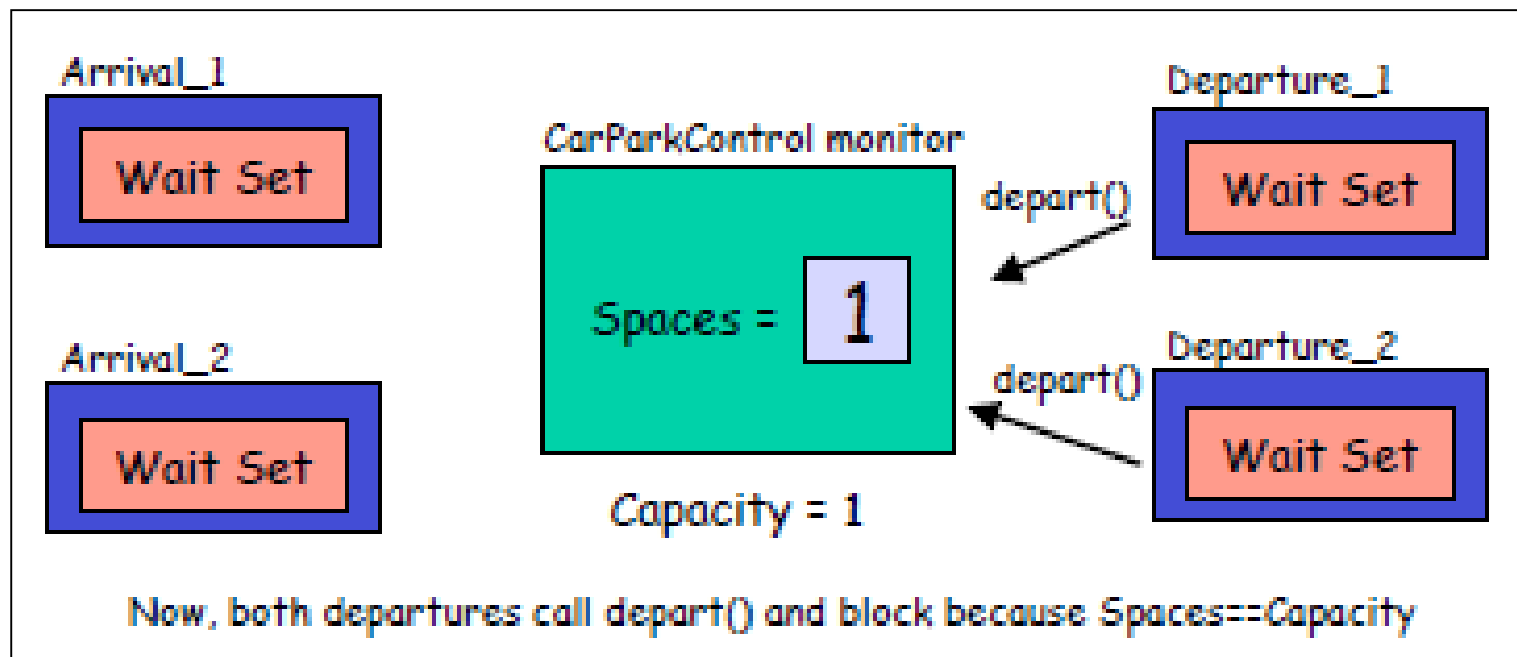 Arrival_1
Wait Set
Arrival_2
Wait Set
CarParkControl monitor
Spaces = 1
Capacity = 1
depart()
depart()
Departure_1
Wait Set
Departure_2
Wait Set
Now, both departures call depart() and block because Spaces==Capacity